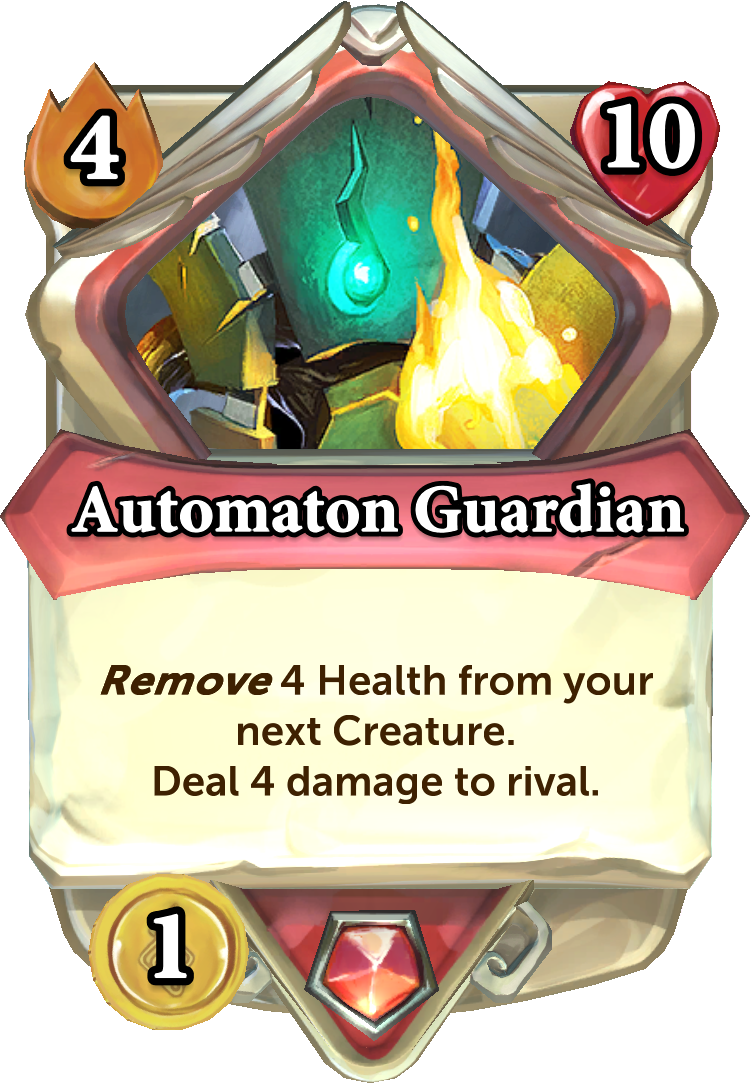 4
10
Automaton Guardian
Remove 4 Health from your
next Creature.
Deal 4 damage to rival.
1